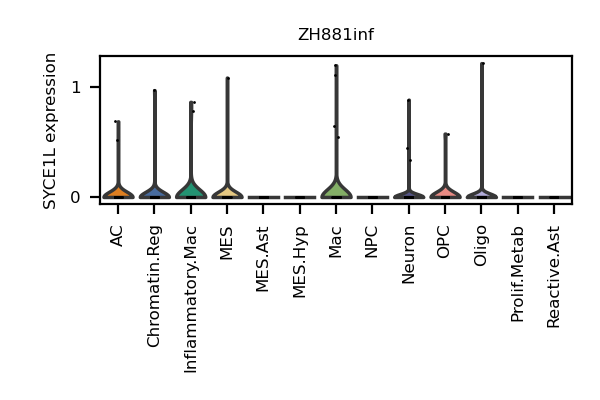 ZH881inf
SYCE1L expression
1
0
AC
Chromatin.Reg
Inflammatory.Mac
MES
MES.Ast
MES.Hyp
Mac
NPC
Neuron
OPC
Oligo
Prolif.Metab
Reactive.Ast